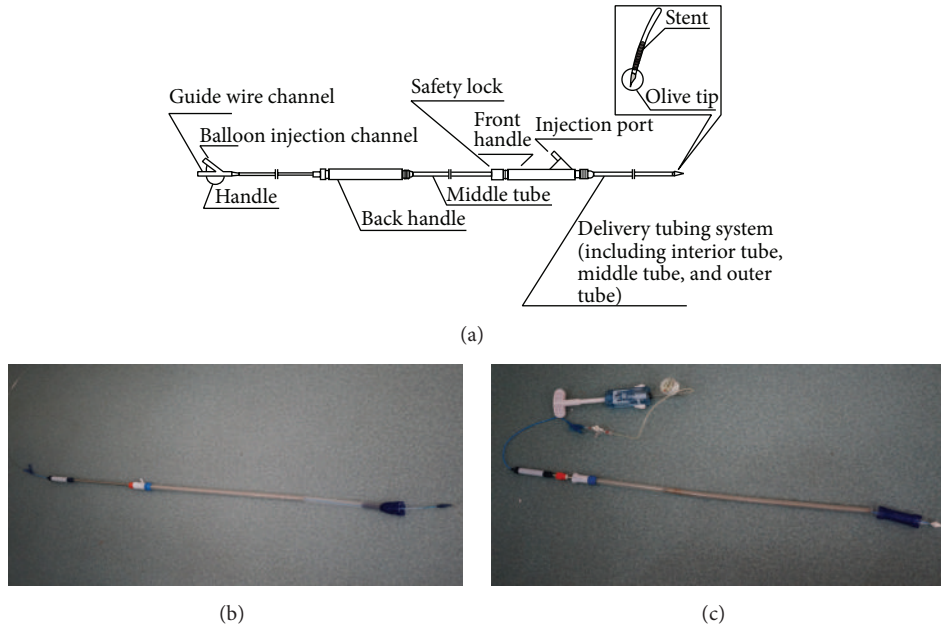 Stent
Olive tip
Safety lock
Guide wire channel
Front
handle
Injection port
Balloon injection channel
Handle
Middle tube
Back handle
Delivery tubing system
(including interior tube,
middle tube, and outer
tube)
(a)
(b)
(c)